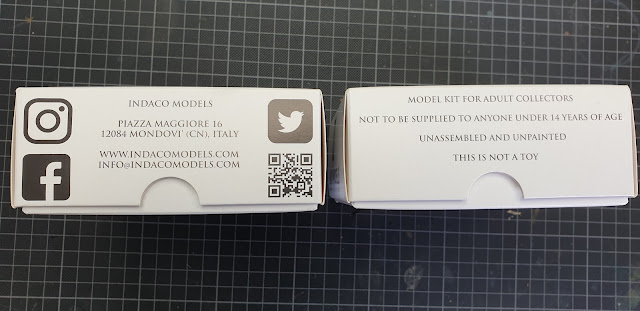 INDACO MODELS
PIAZZA MAGGIORE 16
12084 MONDOVI' (CN), ITALY
WWW.INDACOMODELS.COM
INFO@INDACOMODELS.COM
MODEL KIT FOR ADULT COLLECTORS
NOT TO BE SUPPLIED TO ANYONE UNDER 14 YEARS OF AGE
UNASSEMBLED AND UNPAINTED
THIS IS NOT A TOY